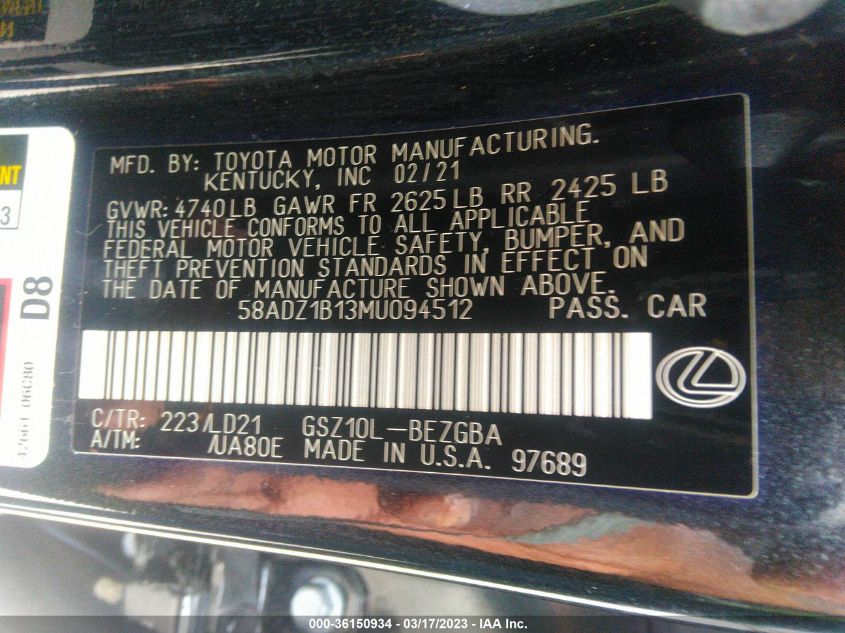 MFD. BY: TOYOTA MOTOR MANUFACTURING.
KENTUCKY, INC 02/21
GVWR: 4740LB GAWR FR 2625LB RR 2425 LB
THIS VEHICLE CONFORMS TO ALL APPLICABLE
FEDERAL MOTOR VEHICLE SAFETY, BUMPER, AND
THEFT PREVENTION STANDARDS IN EFFECT ON
THE DATE OF MANUFACTURE SHOWN ABOVE.
58ADZ1B13MU094512 PASS. CAR
C/TR: 223/LD21 GSZ10L-BEZGBA
A/TM: /UA80E MADE IN U.S.A. 97689
3
D8
000-36150934 — 03/17/2023 — IAA Inc.